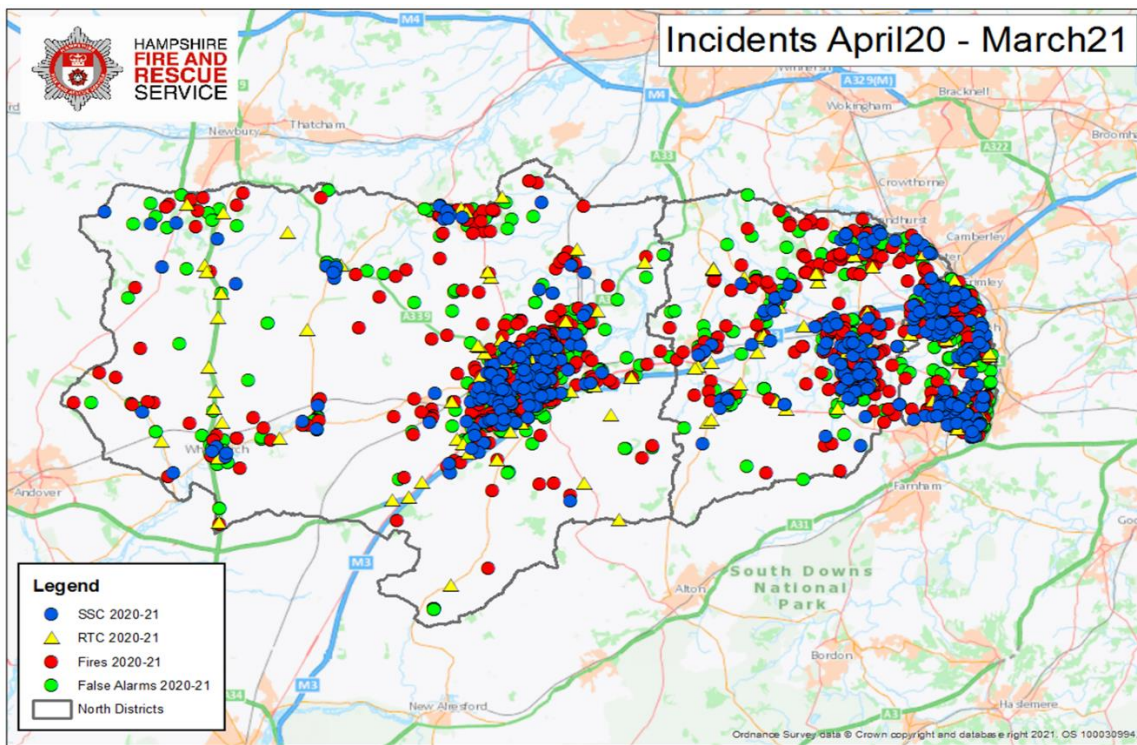 HAMPSHIRE
FIRE AND
RESCUE
SERVICE
Incidents April20 - March21
M4
M4
A329(M)
Wokingham
Bracknell
Thatcham
Newbury
A33
A322
Crowthorne
Camberley
A339
Andover
Farnham
A31
M3
Alton
South Downs
National
Park
Bordon
M3
A34
New Alresford
A3
Haslemere
Legend
SSC 2020-21
RTC 2020-21
Fires 2020-21
False Alarms 2020-21
North Districts
Ordnance Survey data © Crown copyright and database right 2021. OS 100030994